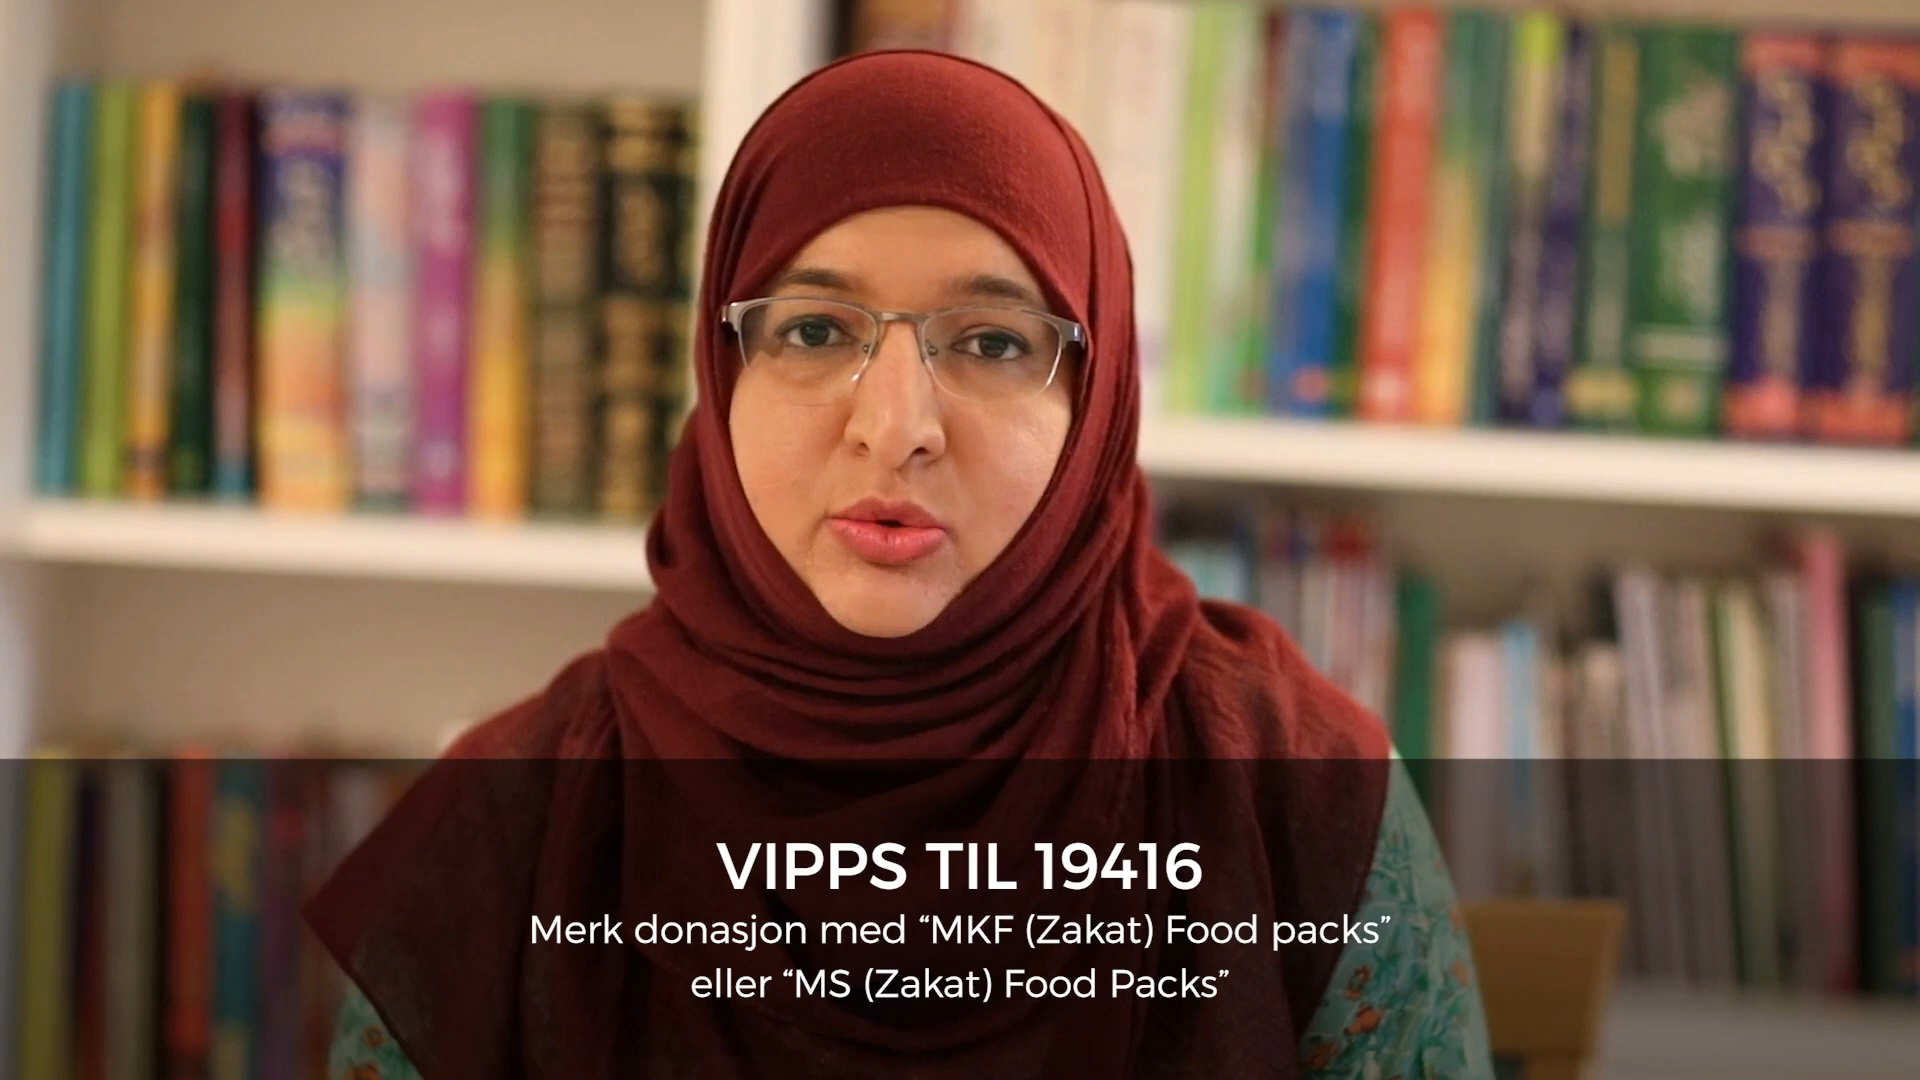 VIPPS TIL 19416
Merk donasjon med “MKF (Zakat) Food packs”
eller “MS (Zakat) Food Packs”